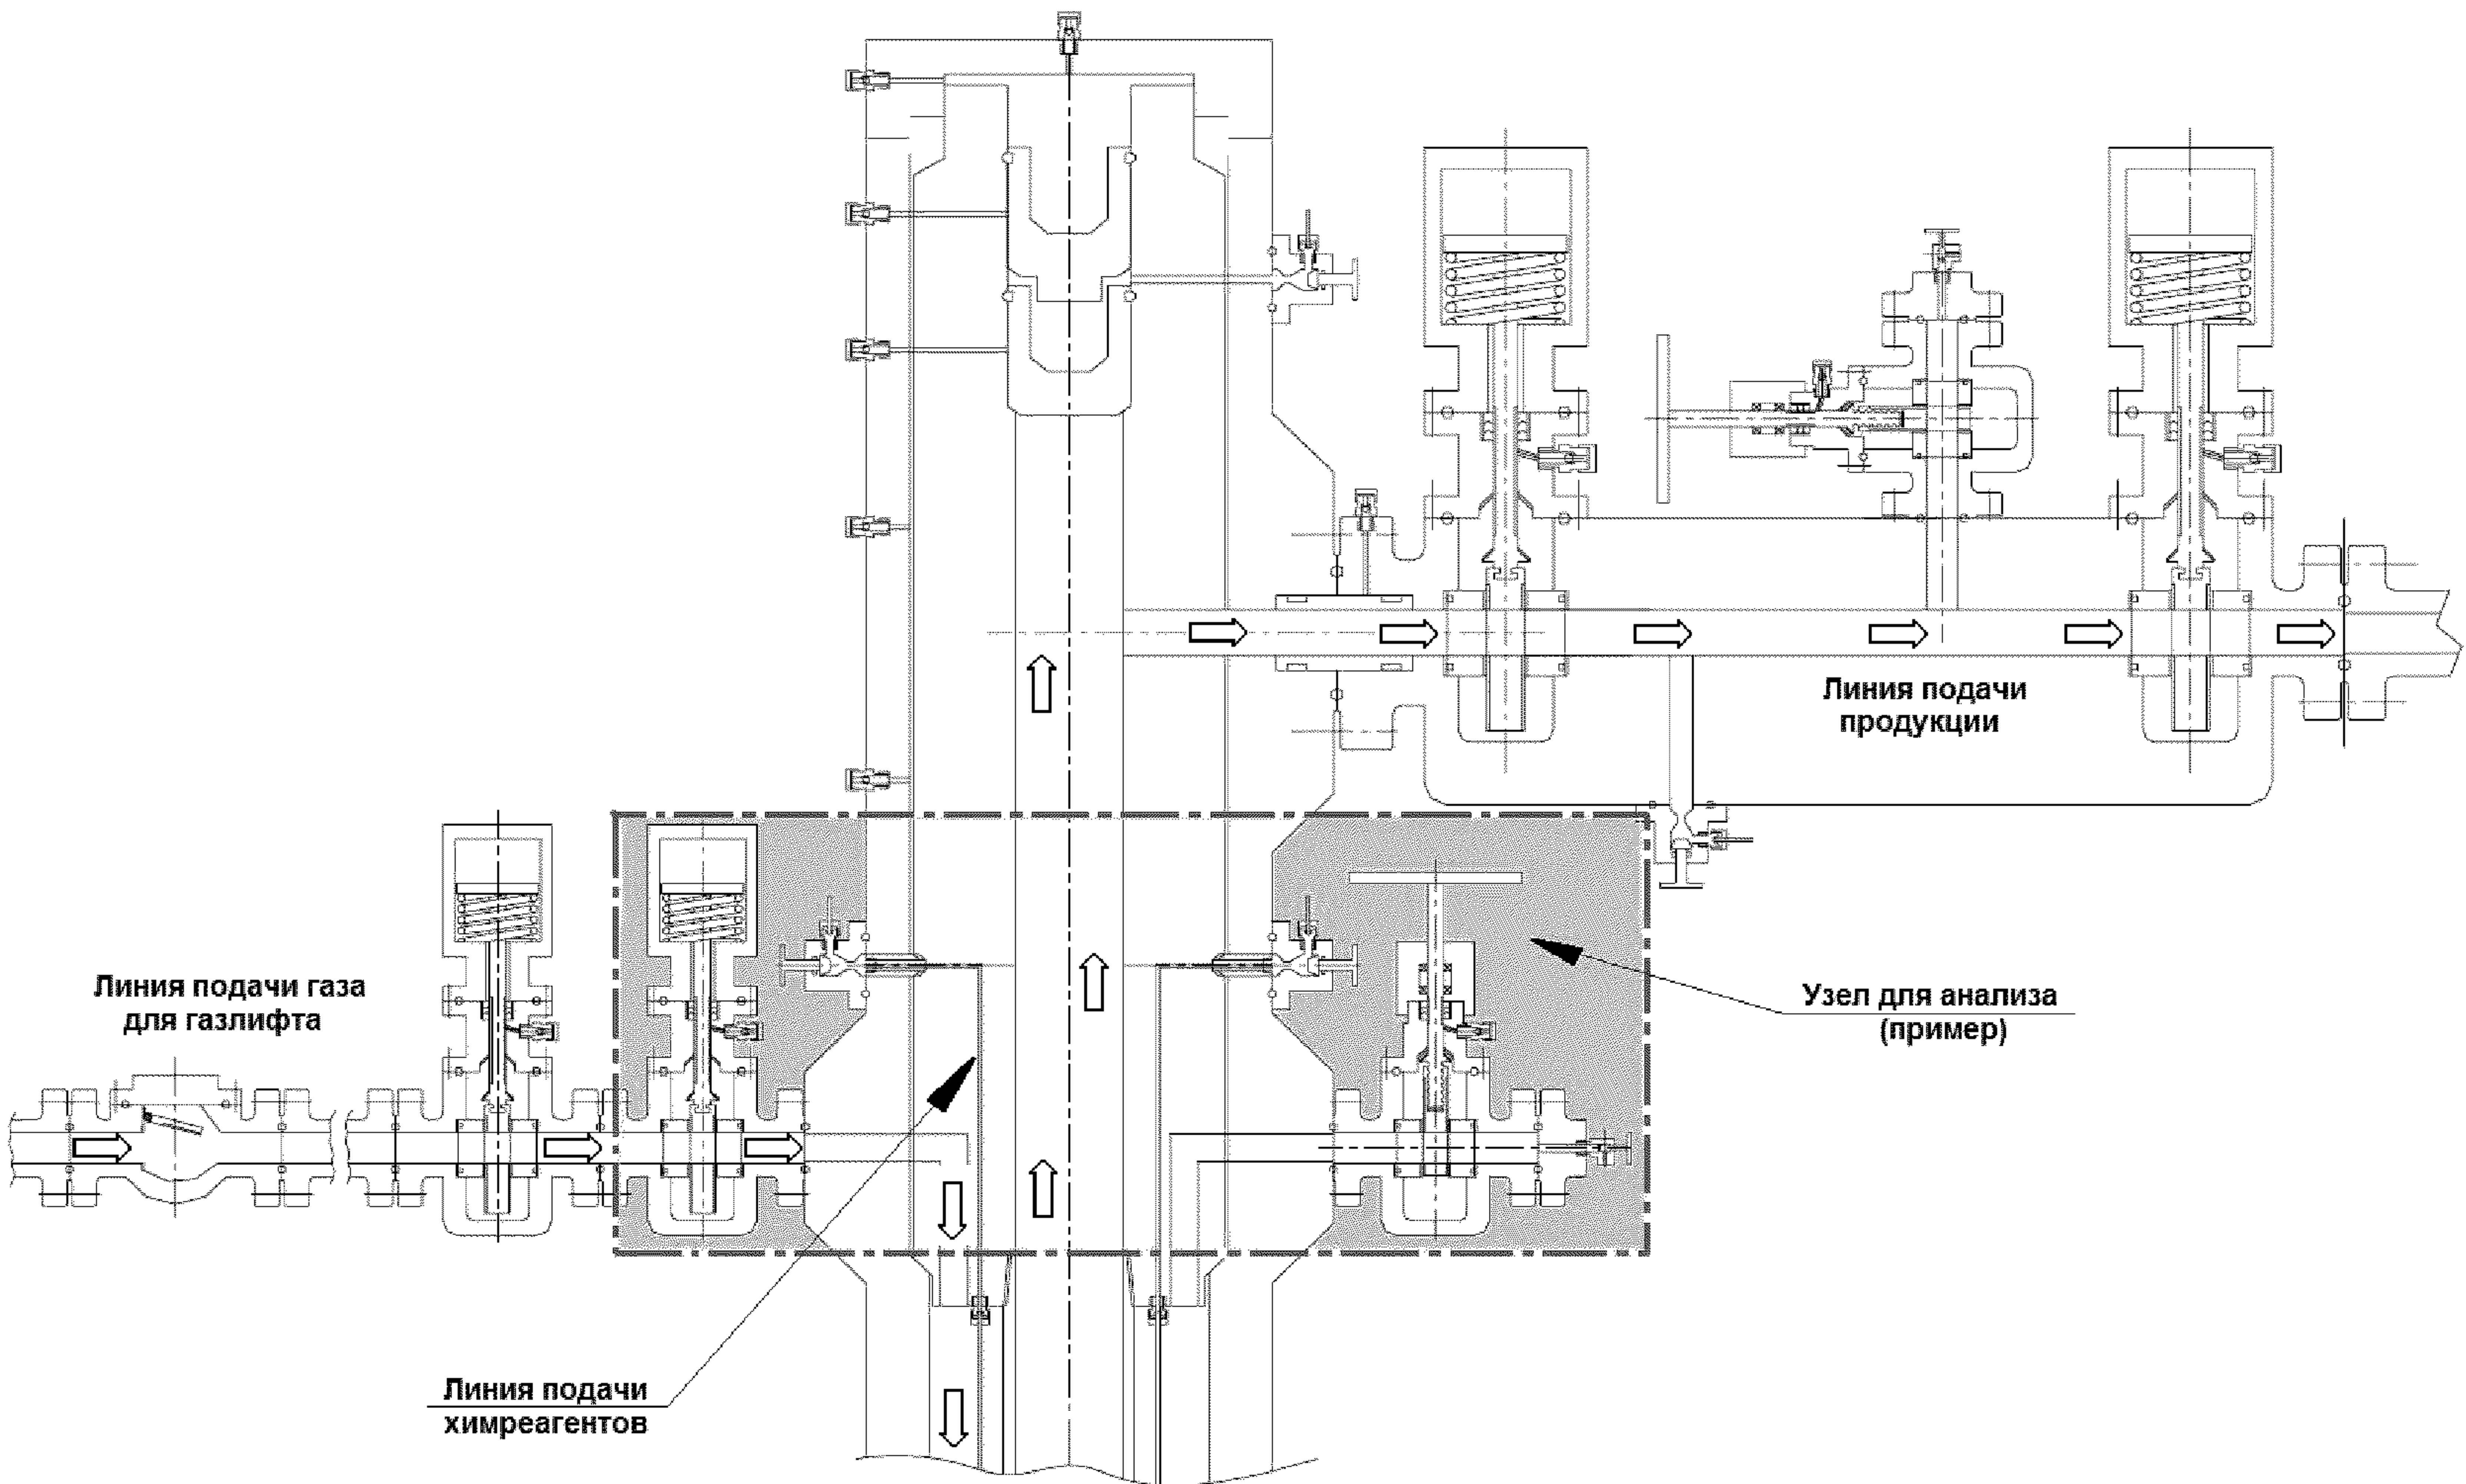 Линия подачи
продукции
Линия подачи газа
для газлифта
Узел для анализа
(пример)
Линия подачи
химреагентов